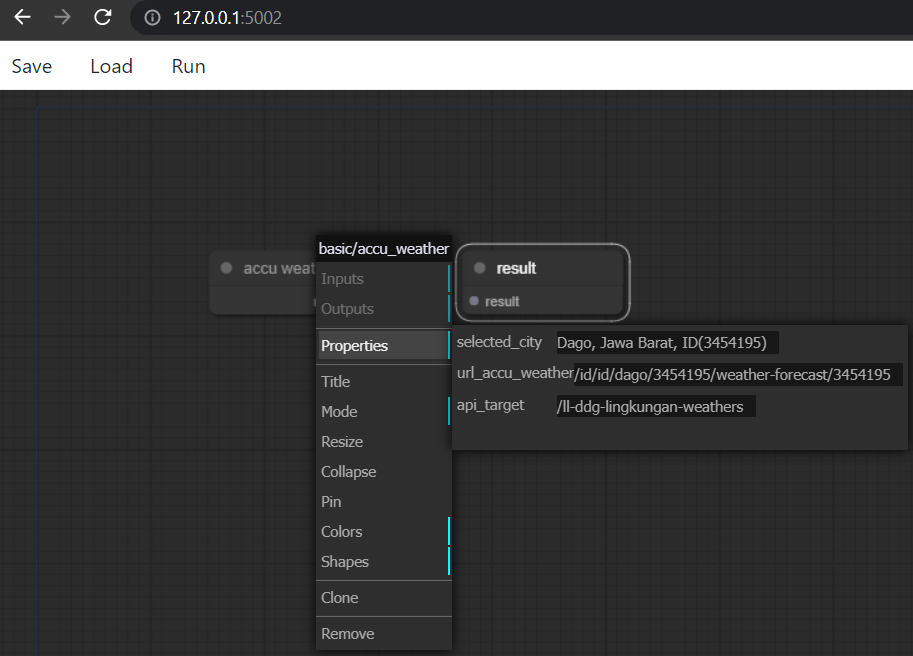 127.0.0.1:5002
Save Load Run
basic/accu_weather
accu weat
result
Inputs
result
Outputs
Properties
selected_city Dago, Jawa Barat, ID(3454195)
url_accu_weather /id/id/dago/3454195/weather-forecast/3454195
api_target /ll-ddg-lingkungan-weathers
Title
Mode
Resize
Collapse
Pin
Colors
Shapes
Clone
Remove